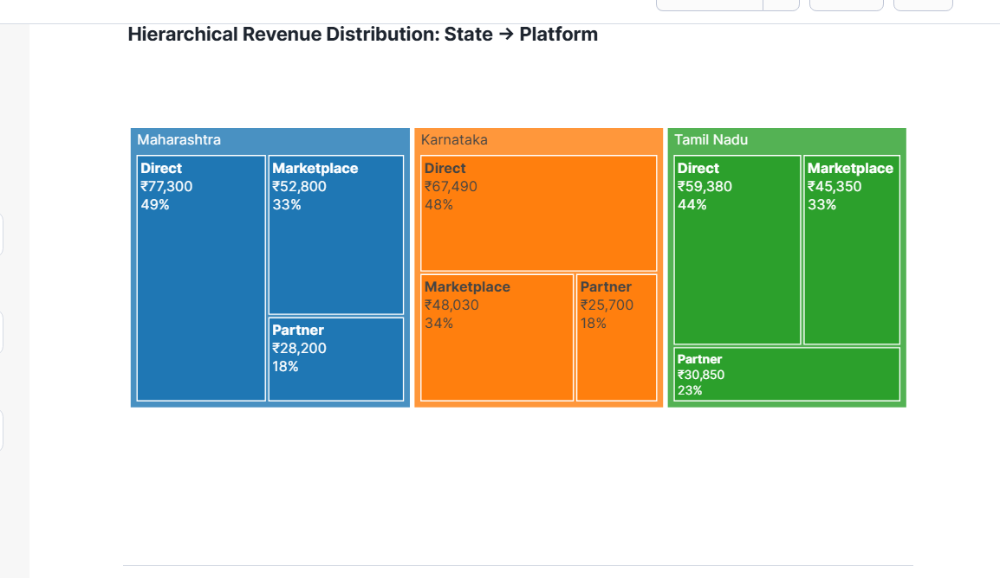 Hierarchical Revenue Distribution: State → Platform
Maharashtra
Direct
₹77,300
49%
Marketplace
₹52,800
33%
Partner
₹28,200
18%
Karnataka
Direct
₹67,490
48%
Marketplace
₹48,030
34%
Partner
₹25,700
18%
Tamil Nadu
Direct
₹59,380
44%
Marketplace
₹45,350
33%
Partner
₹30,850
23%